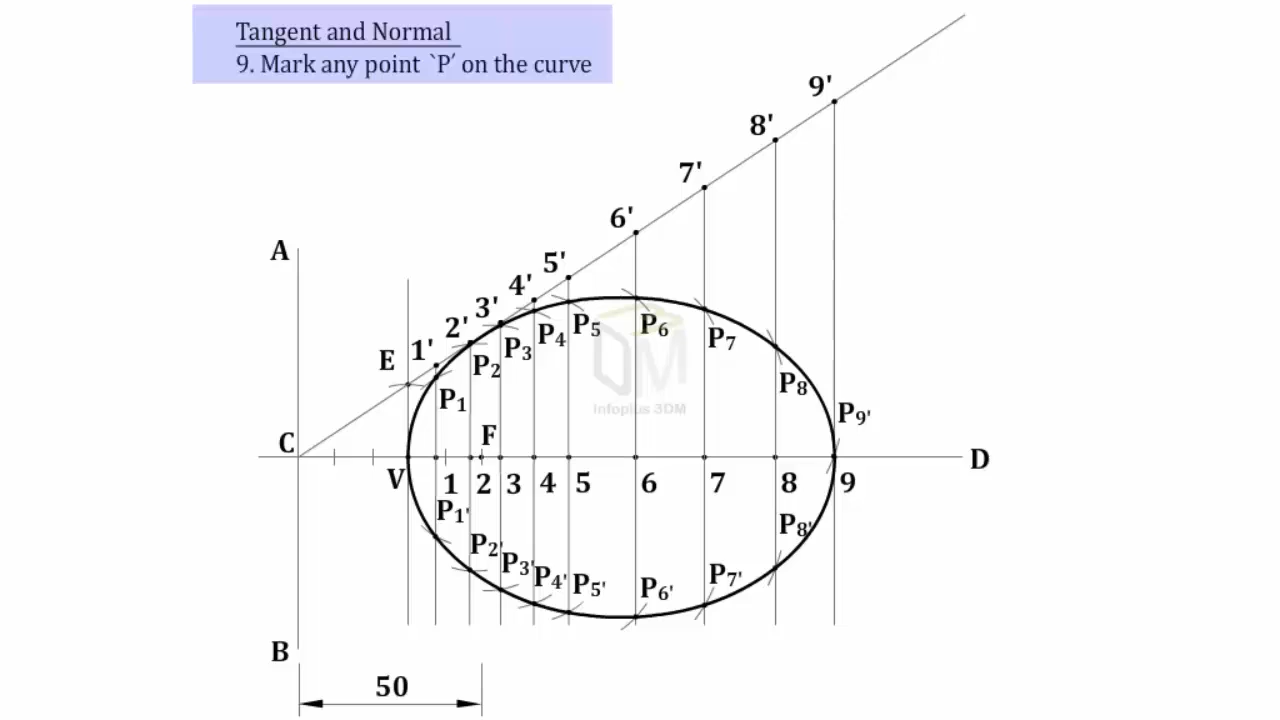 Tangent and Normal
9. Mark any point `P′ on the curve
9'
8'
7'
6'
A
5'
4'
3'
2'
1'
E
P5
P6
P4
P7
P3
P2
P8
P1
P9'
Infoplus 3DM
C
F
D
V
1
2
3
4
5
6
7
8
9
P1'
P8'
P2'
P3'
P4'
P5'
P6'
P7'
B
50